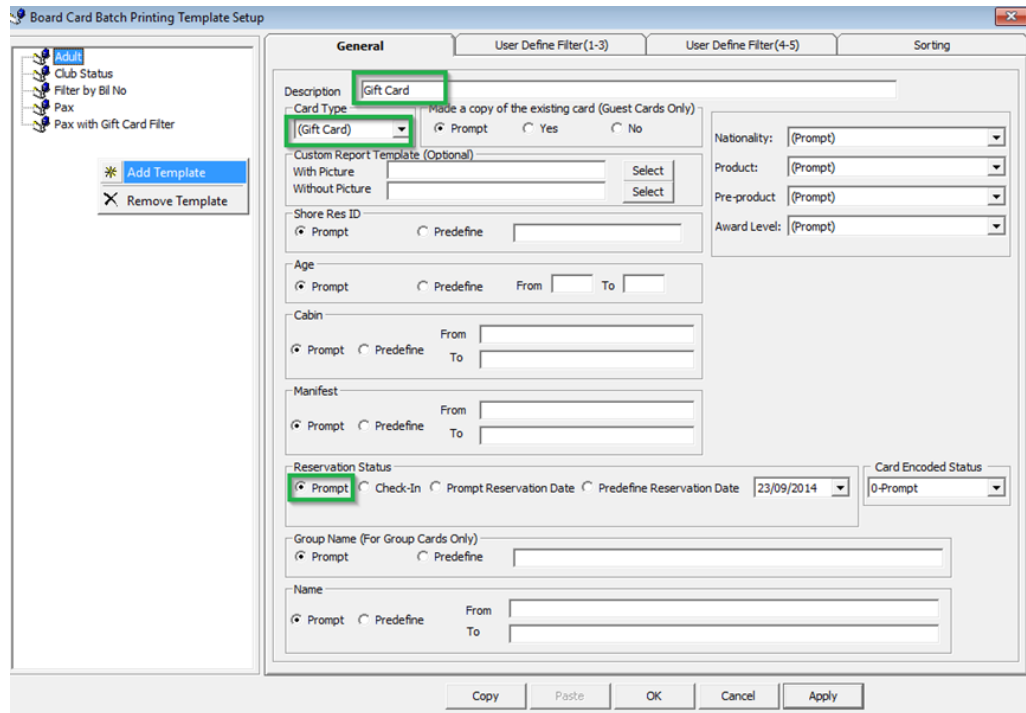 Board Card Batch Printing Template Setup
Adult
Club Status
Filter by Bil No
Pax
Pax with Gift Card Filter
Add Template
Remove Template
General User Define Filter(1-3) User Define Filter(4-5) Sorting
Description Gift Card
Card Type Made a copy of the existing card (Guest Cards Only)
(Gift Card) Prompt Yes No
Custom Report Template (Optional)
With Picture Select
Without Picture Select
Nationality: (Prompt)
Product: (Prompt)
Pre-product (Prompt)
Award Level: (Prompt)
Shore Res ID
Prompt Predefine
Age
Prompt Predefine From To
Cabin
From
Prompt Predefine
To
Manifest
From
Prompt Predefine
To
Reservation Status Card Encoded Status
Prompt Check-In Prompt Reservation Date Predefine Reservation Date 23/09/2014 0-Prompt
Group Name (For Group Cards Only)
Prompt Predefine
Name
From
Prompt Predefine
To
Copy Paste OK Cancel Apply